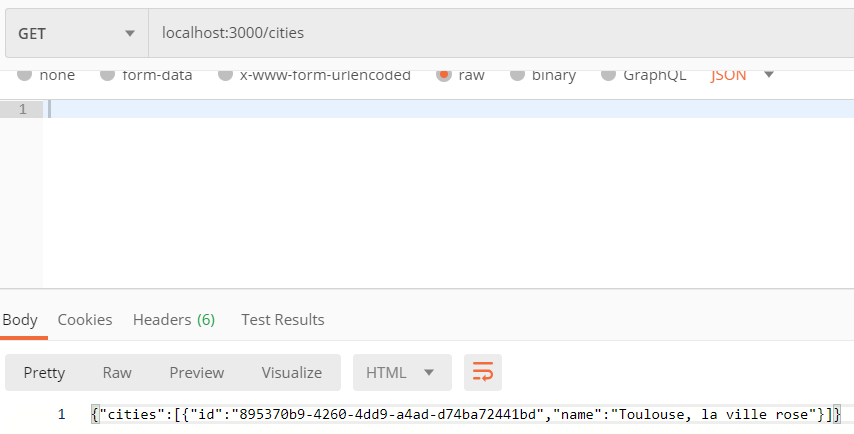 GET localhost:3000/cities
none form-data x-www-form-urlencoded raw binary GraphQL JSON
1
Body Cookies Headers (6) Test Results
Pretty Raw Preview Visualize HTML
1 {"cities":[{"id":"895370b9-4260-4dd9-a4ad-d74ba72441bd","name":"Toulouse, la ville rose"}]}